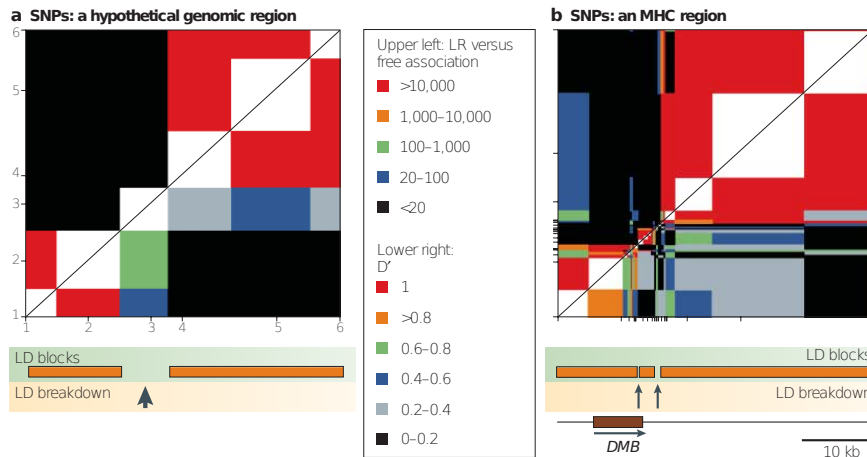 a SNPs: a hypothetical genomic region
6
5
4
3
2
1
1 2 3 4 5 6
LD blocks
LD breakdown
Upper left: LR versus
free association
>10,000
1,000–10,000
100–1,000
20–100
<20
Lower right:
D′
1
>0.8
0.6–0.8
0.4–0.6
0.2–0.4
0–0.2
b SNPs: an MHC region
LD blocks
LD breakdown
DMB
10 kb